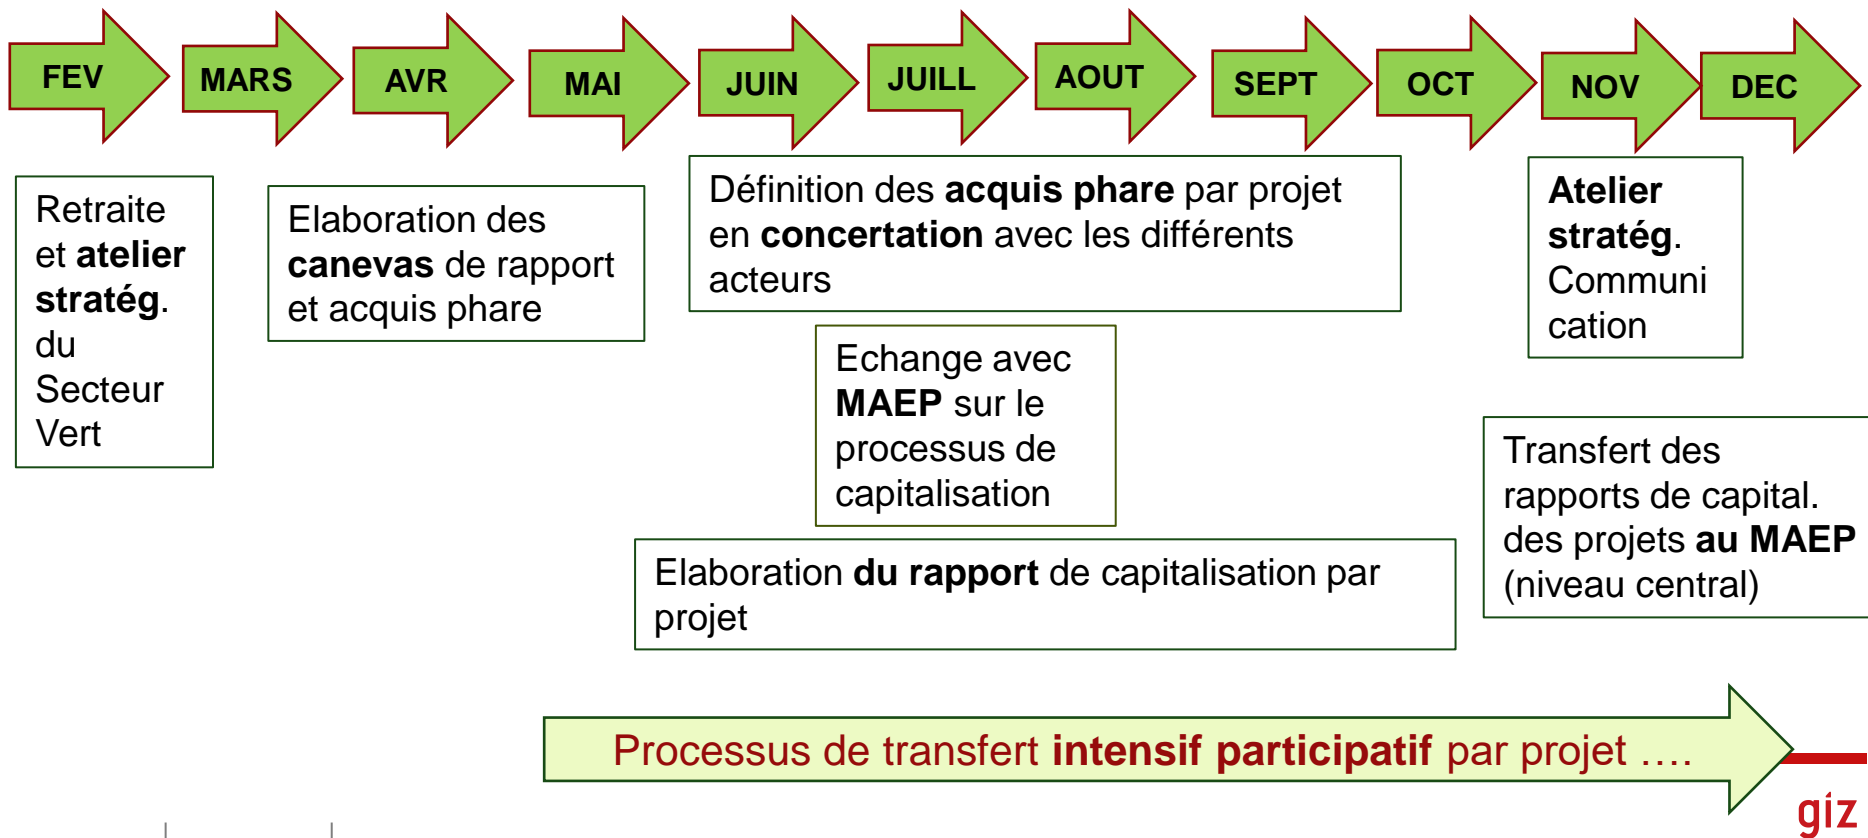 FEV
MARS
AVR
MAI
JUIN
JUILL
AOUT
SEPT
OCT
NOV
DEC
Retraite
et atelier
stratég.
du
Secteur
Vert
Elaboration des
canevas de rapport
et acquis phare
Définition des acquis phare par projet
en concertation avec les différents
acteurs
Atelier
stratég.
Communi
cation
Echange avec
MAEP sur le
processus de
capitalisation
Transfert des
rapports de capital.
des projets au MAEP
(niveau central)
Elaboration du rapport de capitalisation par
projet
Processus de transfert intensif participatif par projet ….
giz